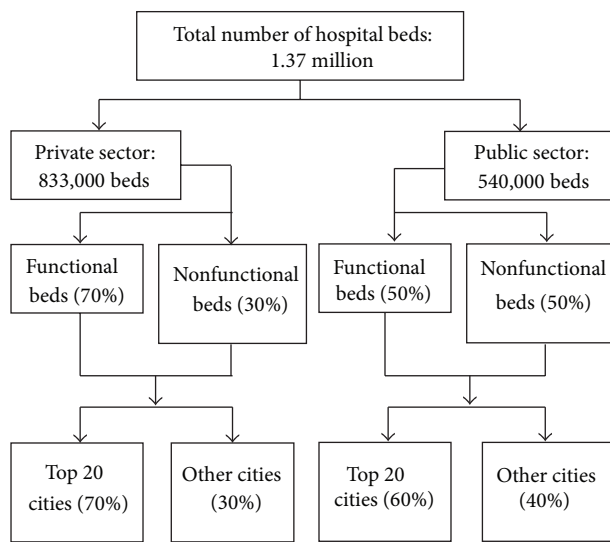 Total number of hospital beds:
1.37 million
Private sector:
833,000 beds
Public sector:
540,000 beds
Functional
beds (70%)
Nonfunctional
beds (30%)
Functional
beds (50%)
Nonfunctional
beds (50%)
Top 20
cities (70%)
Other cities
(30%)
Top 20
cities (60%)
Other cities
(40%)